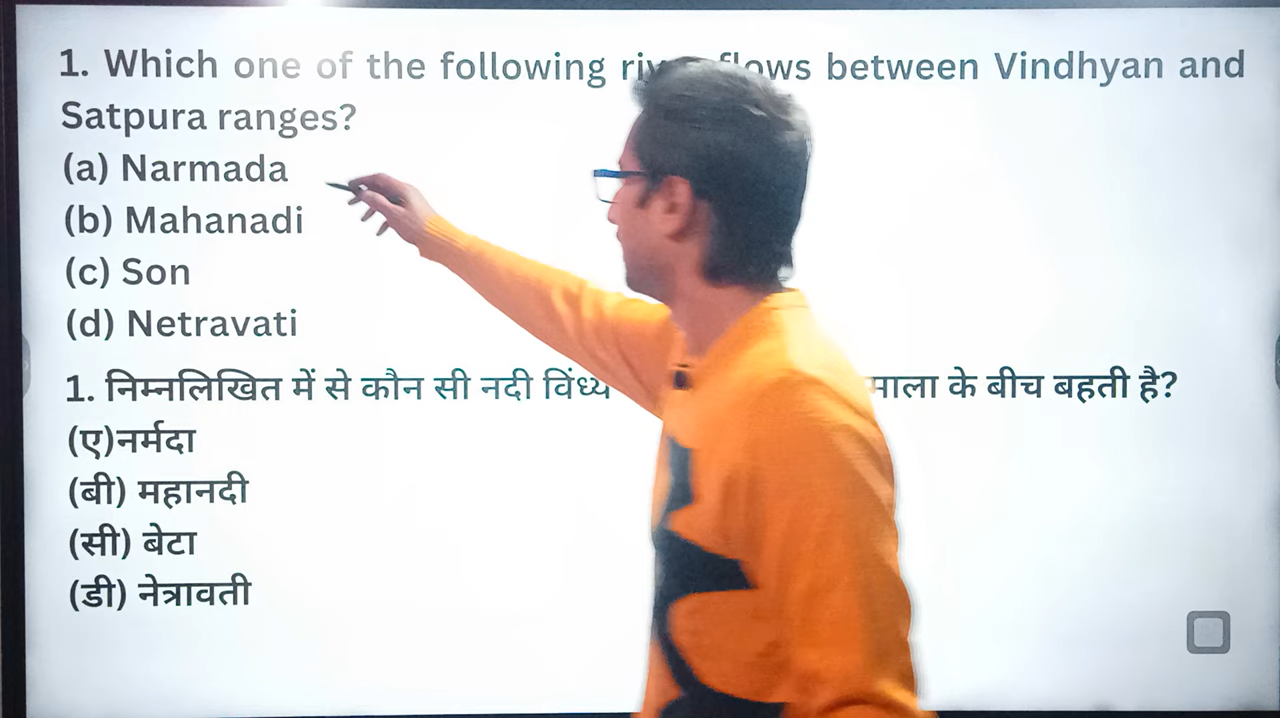 1. Which one of the following flows between Vindhyan and
Satpura ranges?
(a) Narmada
(b) Mahanadi
(c) Son
(d) Netravati
1. निम्नलिखित में से कौन सी नदी विंध्य माला के बीच बहती है?
(ए)नर्मदा
(बी) महानदी
(सी) बेटा
(डी) नेत्रावती